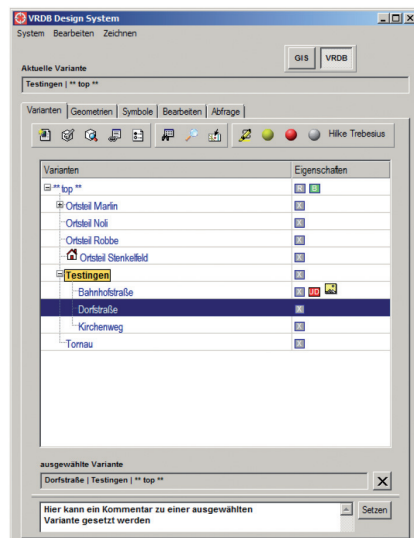 VRDB Design System
System Bearbeiten Zeichnen
GIS VRDB
Aktuelle Variante
Testingen | ** top **
Varianten Geometrien Symbole Bearbeiten Abfrage
Hilke Trebesius
Varianten Eigenschaften
** top ** R B
Ortsteil Marlin X
Ortsteil Noli X
Ortsteil Robbe X
Ortsteil Stenkelfeld X
Testingen X
Bahnhofstraße X UD
Dorfstraße X
Kirchenweg X
Tornau X
ausgewählte Variante
Dorfstraße | Testingen | ** top **
Hier kann ein Kommentar zu einer ausgewählten
Variante gesetzt werden
Setzen